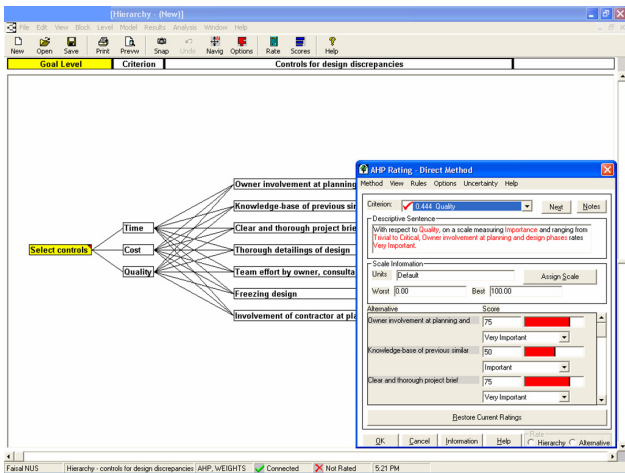 [Hierarchy - (New)]
File Edit View Block Level Model Results Analysis Window Help
New Open Save Print Prevw Snap Undo Navig Options Rate Scores Help
Goal Level Criterion Controls for design discrepancies
Owner involvement at planning
Knowledge-base of previous sim
Time Clear and thorough project brie
Select controls Cost Thorough detailings of design
Quality Team effort by owner, consulta
Freezing design
Involvement of contractor at pla
AHP Rating - Direct Method
Method View Rules Options Uncertainty Help
Criterion: 0.444 Quality Next Notes
Descriptive Sentence
With respect to Quality, on a scale measuring Importance and ranging from
Trivial to Critical, Owner involvement at planning and design phases rates
Very Important.
Scale Information
Units Default Assign Scale
Worst 0.00 Best 100.00
Alternative Score
Owner involvement at planning and 75
Very Important
Knowledge-base of previous similar 50
Important
Clear and thorough project brief 75
Very Important
Restore Current Ratings
OK Cancel Information Help Rate Hierarchy Alternative
Faisal NUS Hierarchy - controls for design discrepancies AHP, WEIGHTS Connected Not Rated 5:21 PM